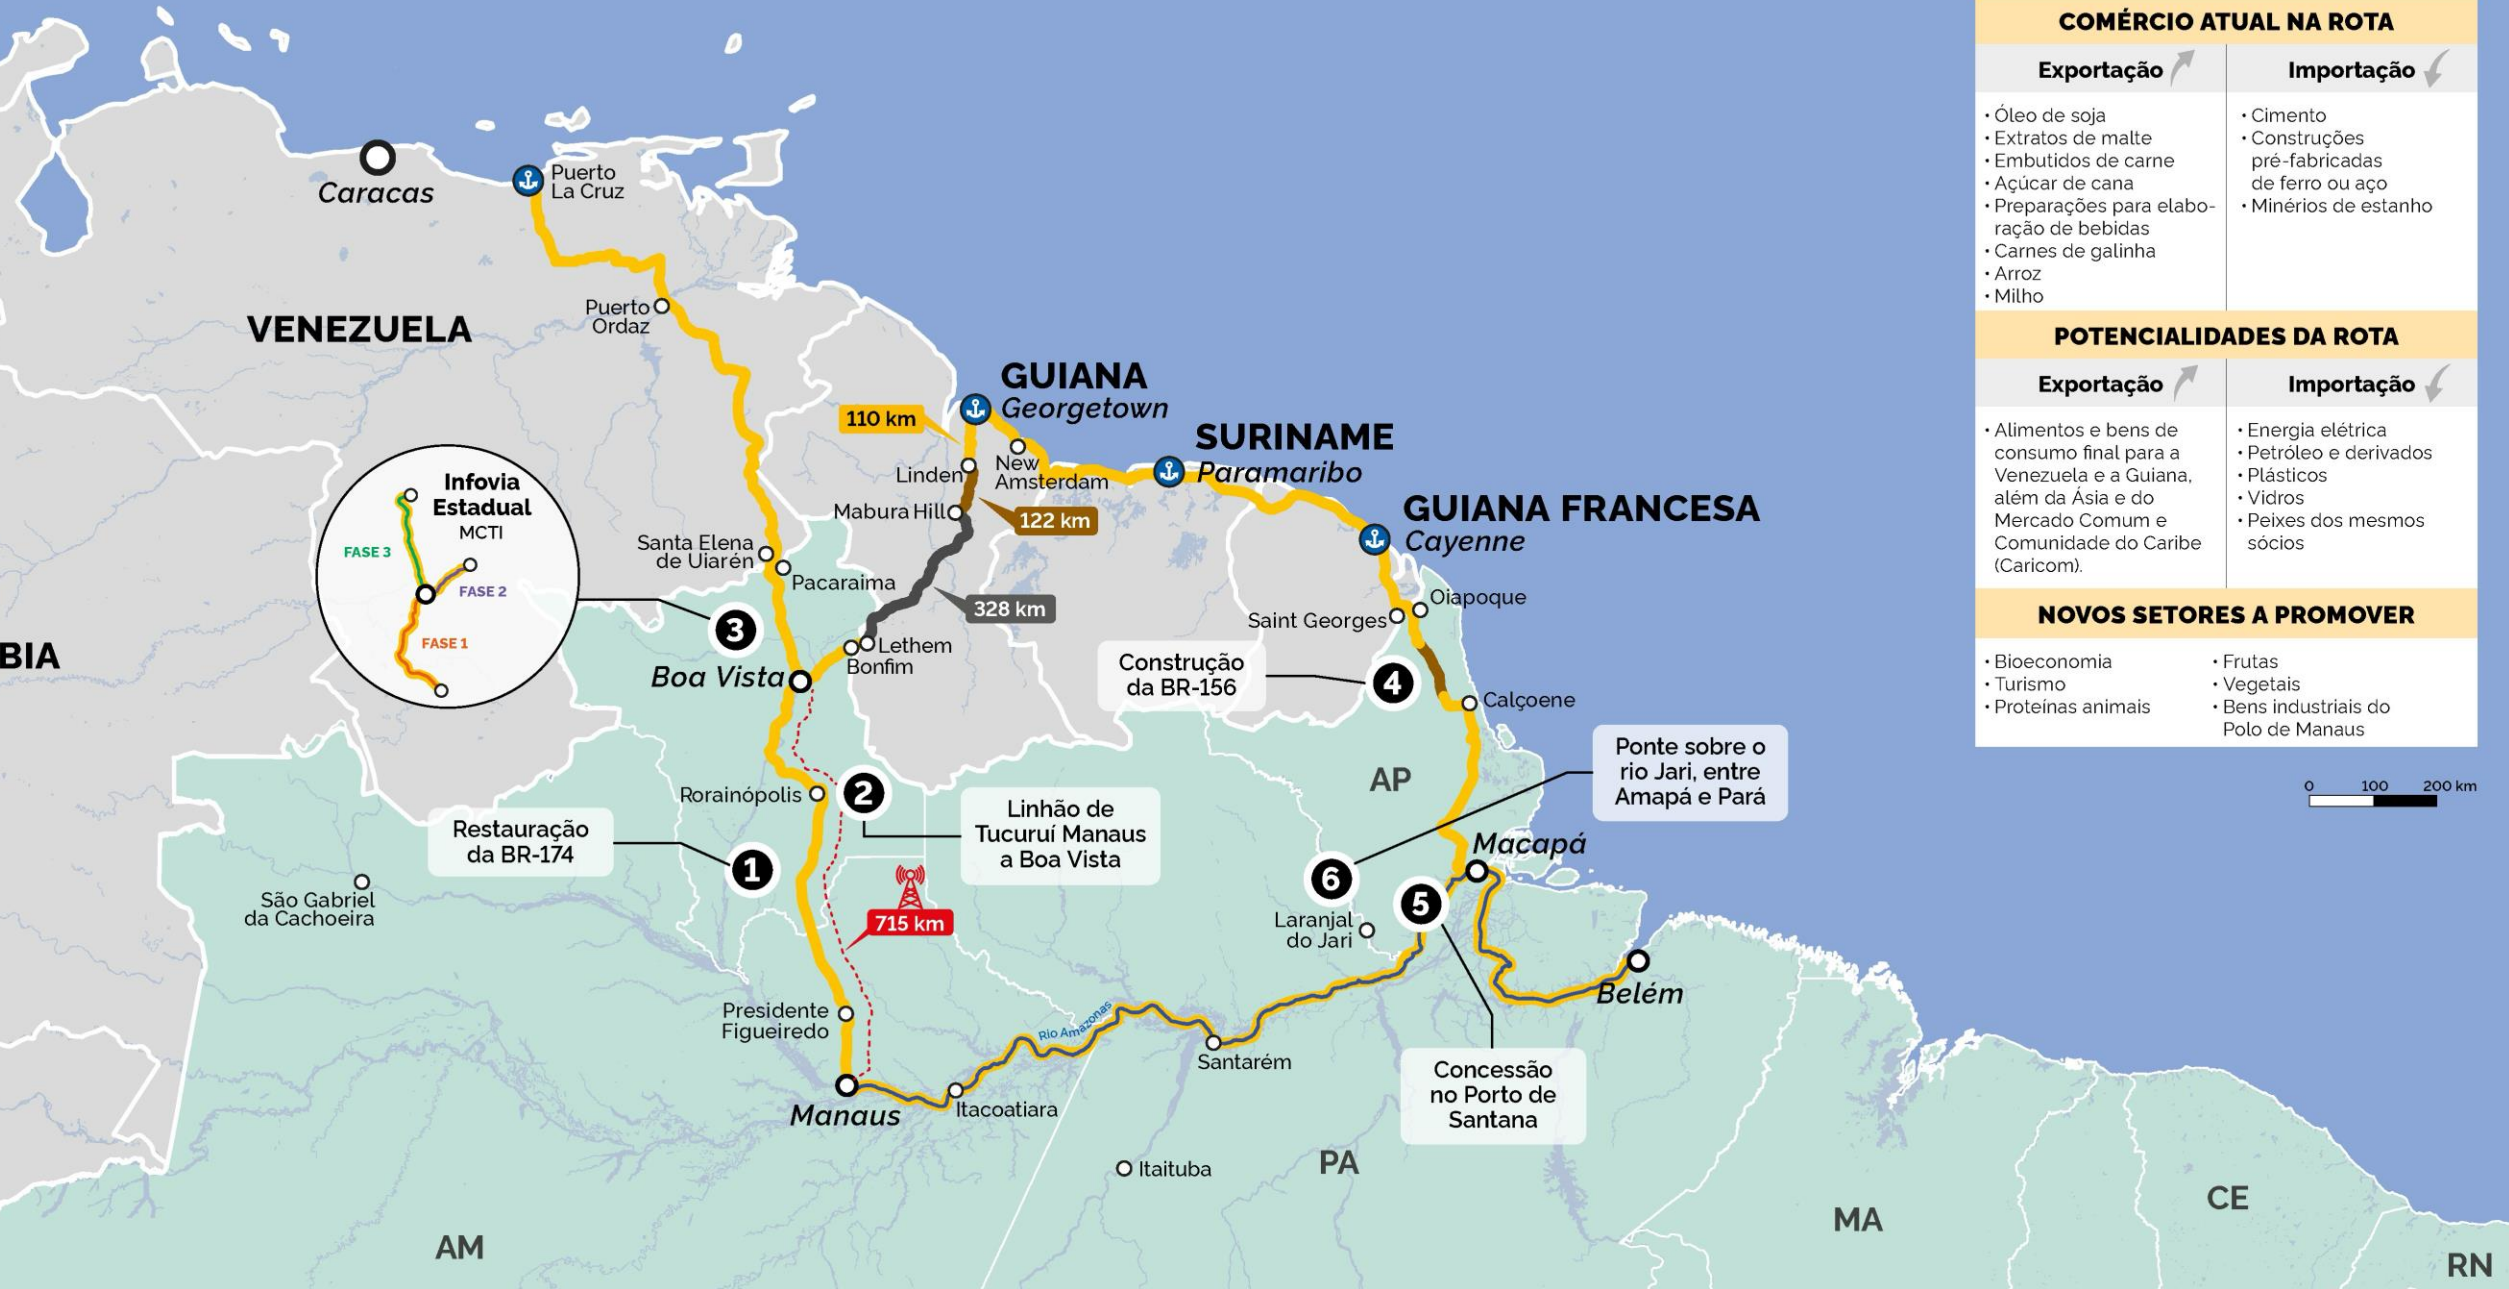 Caracas
Puerto
La Cruz
VENEZUELA
Puerto
Ordaz
GUIANA
Georgetown
110 km
SURINAME
Paramaribo
Linden
New
Amsterdam
Mabura Hill
122 km
GUIANA FRANCESA
Cayenne
Infovia
Estadual
MCTI
FASE 3
FASE 2
FASE 1
Santa Elena
de Uiarén
Pacaraima
328 km
Saint Georges
Oiapoque
BIA
3
Lethem
Bonfim
Boa Vista
Construção
da BR-156
4
Calçoene
Ponte sobre o
rio Jari, entre
Amapá e Pará
AP
Rorainópolis
2
Linhão de
Tucuruí Manaus
a Boa Vista
Restauração
da BR-174
1
Macapá
6
5
São Gabriel
da Cachoeira
715 km
Laranjal
do Jari
Belém
Presidente
Figueiredo
Rio Amazonas
Santarém
Manaus
Itacoatiara
Concessão
no Porto de
Santana
Itaituba
PA
AM
MA
CE
RN
COMÉRCIO ATUAL NA ROTA
Exportação
• Óleo de soja
• Extratos de malte
• Embutidos de carne
• Açúcar de cana
• Preparações para elabo-
ração de bebidas
• Carnes de galinha
• Arroz
• Milho
Importação
• Cimento
• Construções
pré-fabricadas
de ferro ou aço
• Minérios de estanho
POTENCIALIDADES DA ROTA
Exportação
• Alimentos e bens de
consumo final para a
Venezuela e a Guiana,
além da Ásia e do
Mercado Comum e
Comunidade do Caribe
(Caricom).
Importação
• Energia elétrica
• Petróleo e derivados
• Plásticos
• Vidros
• Peixes dos mesmos
sócios
NOVOS SETORES A PROMOVER
• Bioeconomia
• Turismo
• Proteínas animais
• Frutas
• Vegetais
• Bens industriais do
Polo de Manaus
0 100 200 km